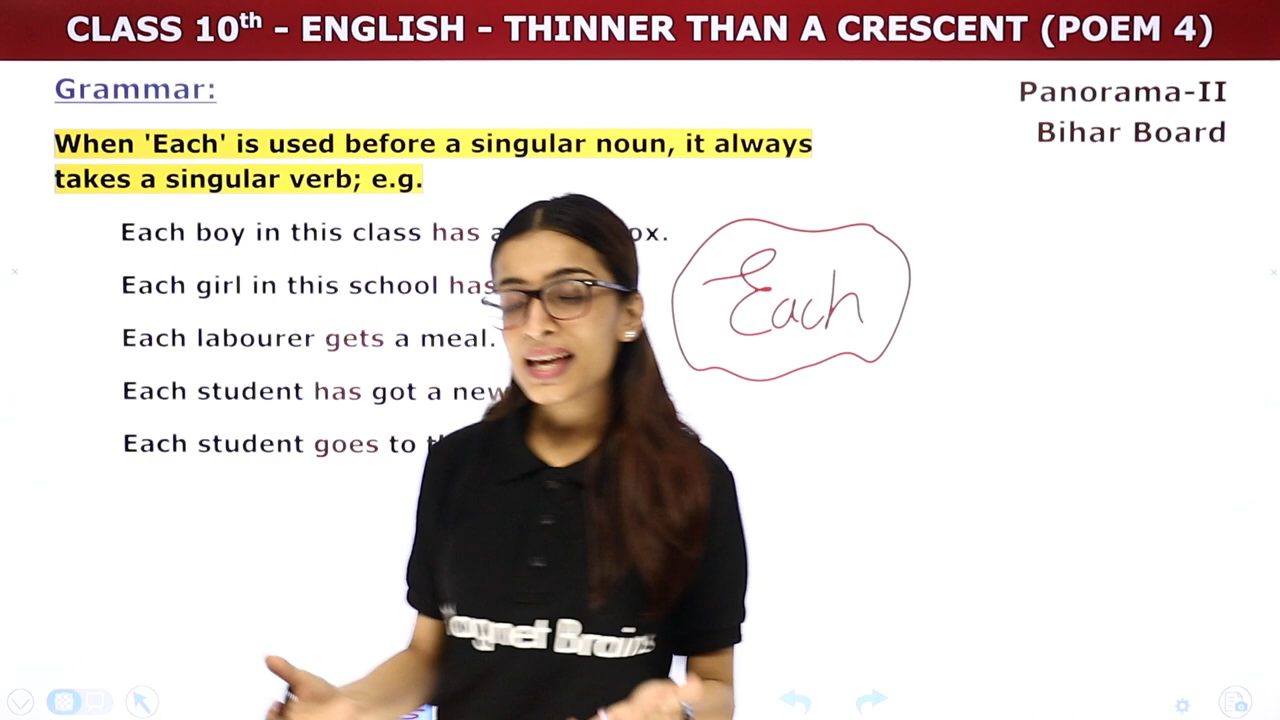 CLASS 10th - ENGLISH - THINNER THAN A CRESCENT (POEM 4)
Grammar:
Panorama-II
Bihar Board
When 'Each' is used before a singular noun, it always
takes a singular verb; e.g.
Each boy in this class has
Each girl in this school has
Each labourer gets a meal.
Each student has got a new
Each student goes to
Each
Magnet Brains